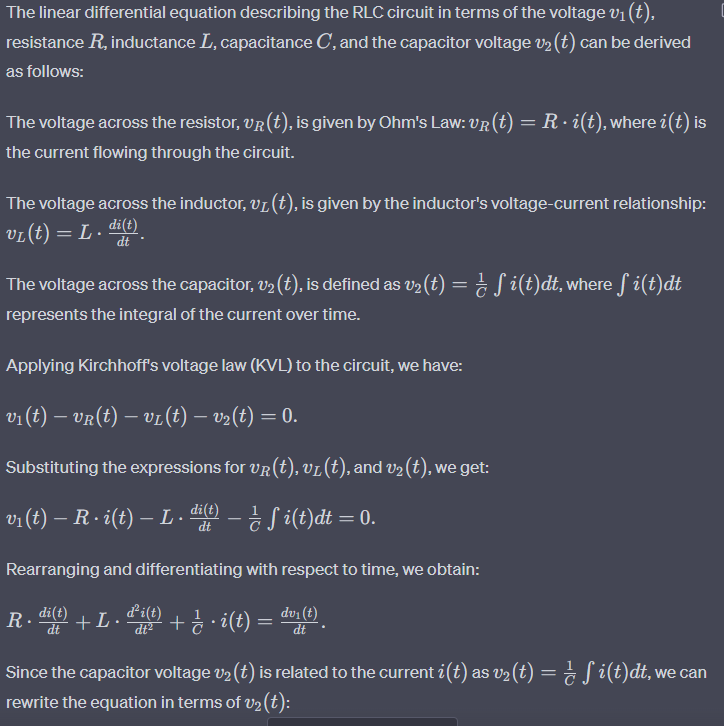 The linear differential equation describing the RLC circuit in terms of the voltage v₁(t),
resistance R, inductance L, capacitance C, and the capacitor voltage v₂(t) can be derived
as follows:
The voltage across the resistor, v_R(t), is given by Ohm's Law: v_R(t) = R · i(t), where i(t) is
the current flowing through the circuit.
The voltage across the inductor, v_L(t), is given by the inductor's voltage-current relationship:
v_L(t) = L · di(t)/dt.
The voltage across the capacitor, v₂(t), is defined as v₂(t) = 1/C ∫ i(t)dt, where ∫ i(t)dt
represents the integral of the current over time.
Applying Kirchhoff's voltage law (KVL) to the circuit, we have:
v₁(t) − v_R(t) − v_L(t) − v₂(t) = 0.
Substituting the expressions for v_R(t), v_L(t), and v₂(t), we get:
v₁(t) − R · i(t) − L · di(t)/dt − 1/C ∫ i(t)dt = 0.
Rearranging and differentiating with respect to time, we obtain:
R · di(t)/dt + L · d²i(t)/dt² + 1/C · i(t) = dv₁(t)/dt.
Since the capacitor voltage v₂(t) is related to the current i(t) as v₂(t) = 1/C ∫ i(t)dt, we can
rewrite the equation in terms of v₂(t):